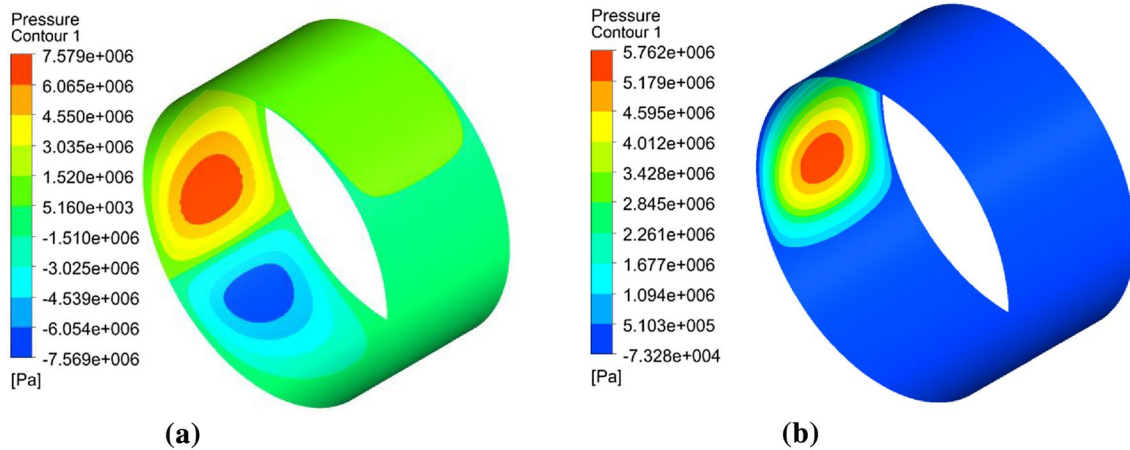 Pressure
Contour 1
7.579e+006
6.065e+006
4.550e+006
3.035e+006
1.520e+006
5.160e+003
-1.510e+006
-3.025e+006
-4.539e+006
-6.054e+006
-7.569e+006
[Pa]
(a)
Pressure
Contour 1
5.762e+006
5.179e+006
4.595e+006
4.012e+006
3.428e+006
2.845e+006
2.261e+006
1.677e+006
1.094e+006
5.103e+005
-7.328e+004
[Pa]
(b)